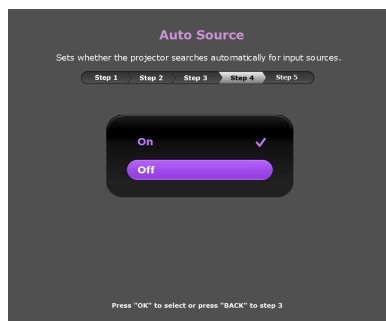 Auto Source
Sets whether the projector searches automatically for input sources.
Step 1 Step 2 Step 3 Step 4 Step 5
On
Off
Press "OK" to select or press "BACK" to step 3